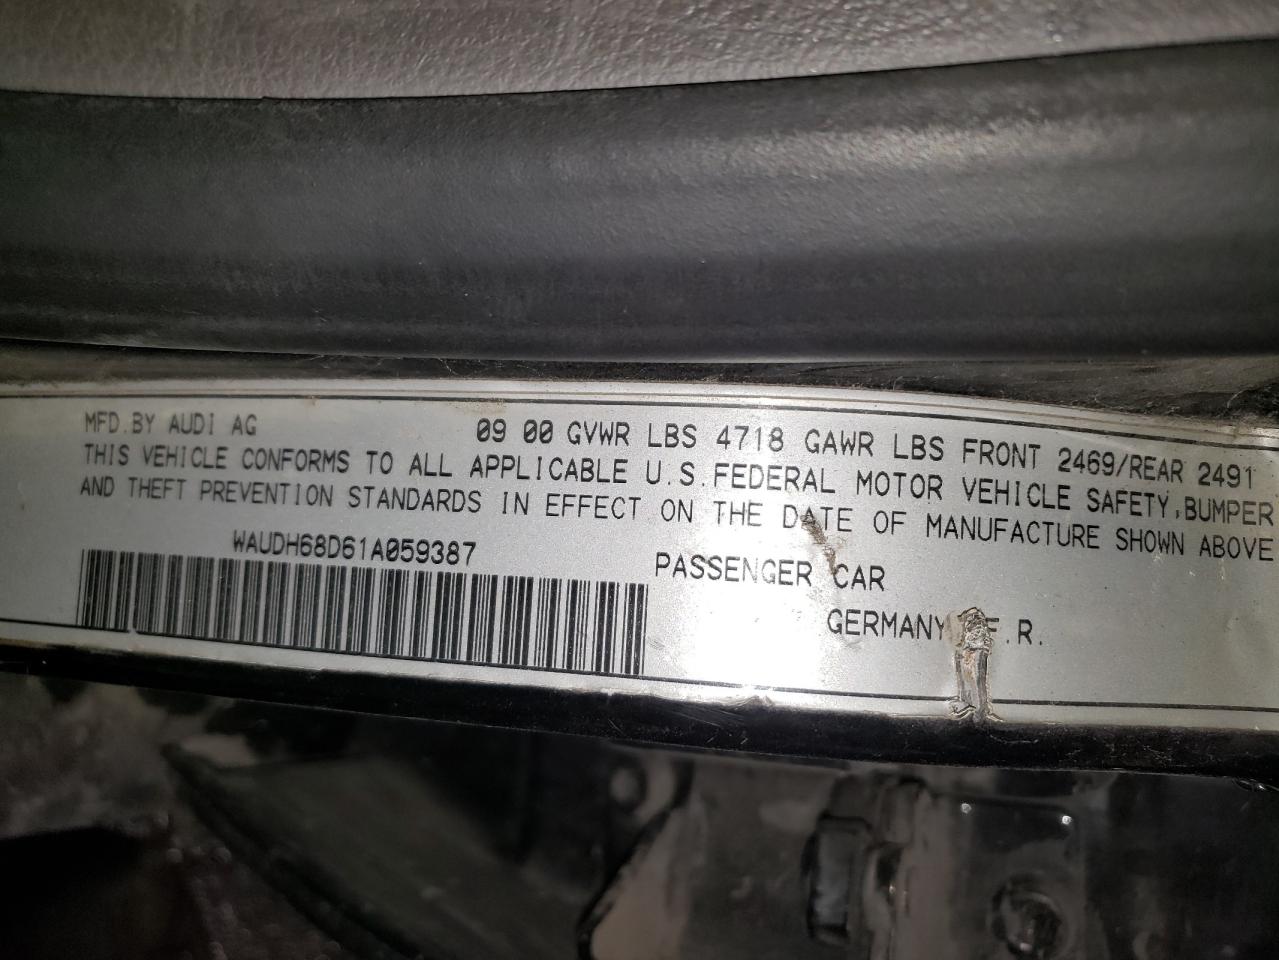 MFD.BY AUDI AG 09 00 GVWR LBS 4718 GAWR LBS FRONT 2469/REAR 2491
THIS VEHICLE CONFORMS TO ALL APPLICABLE U.S.FEDERAL MOTOR VEHICLE SAFETY,BUMPER
AND THEFT PREVENTION STANDARDS IN EFFECT ON THE DATE OF MANUFACTURE SHOWN ABOVE
WAUDH68D61A059387 PASSENGER CAR
GERMANY F.R.